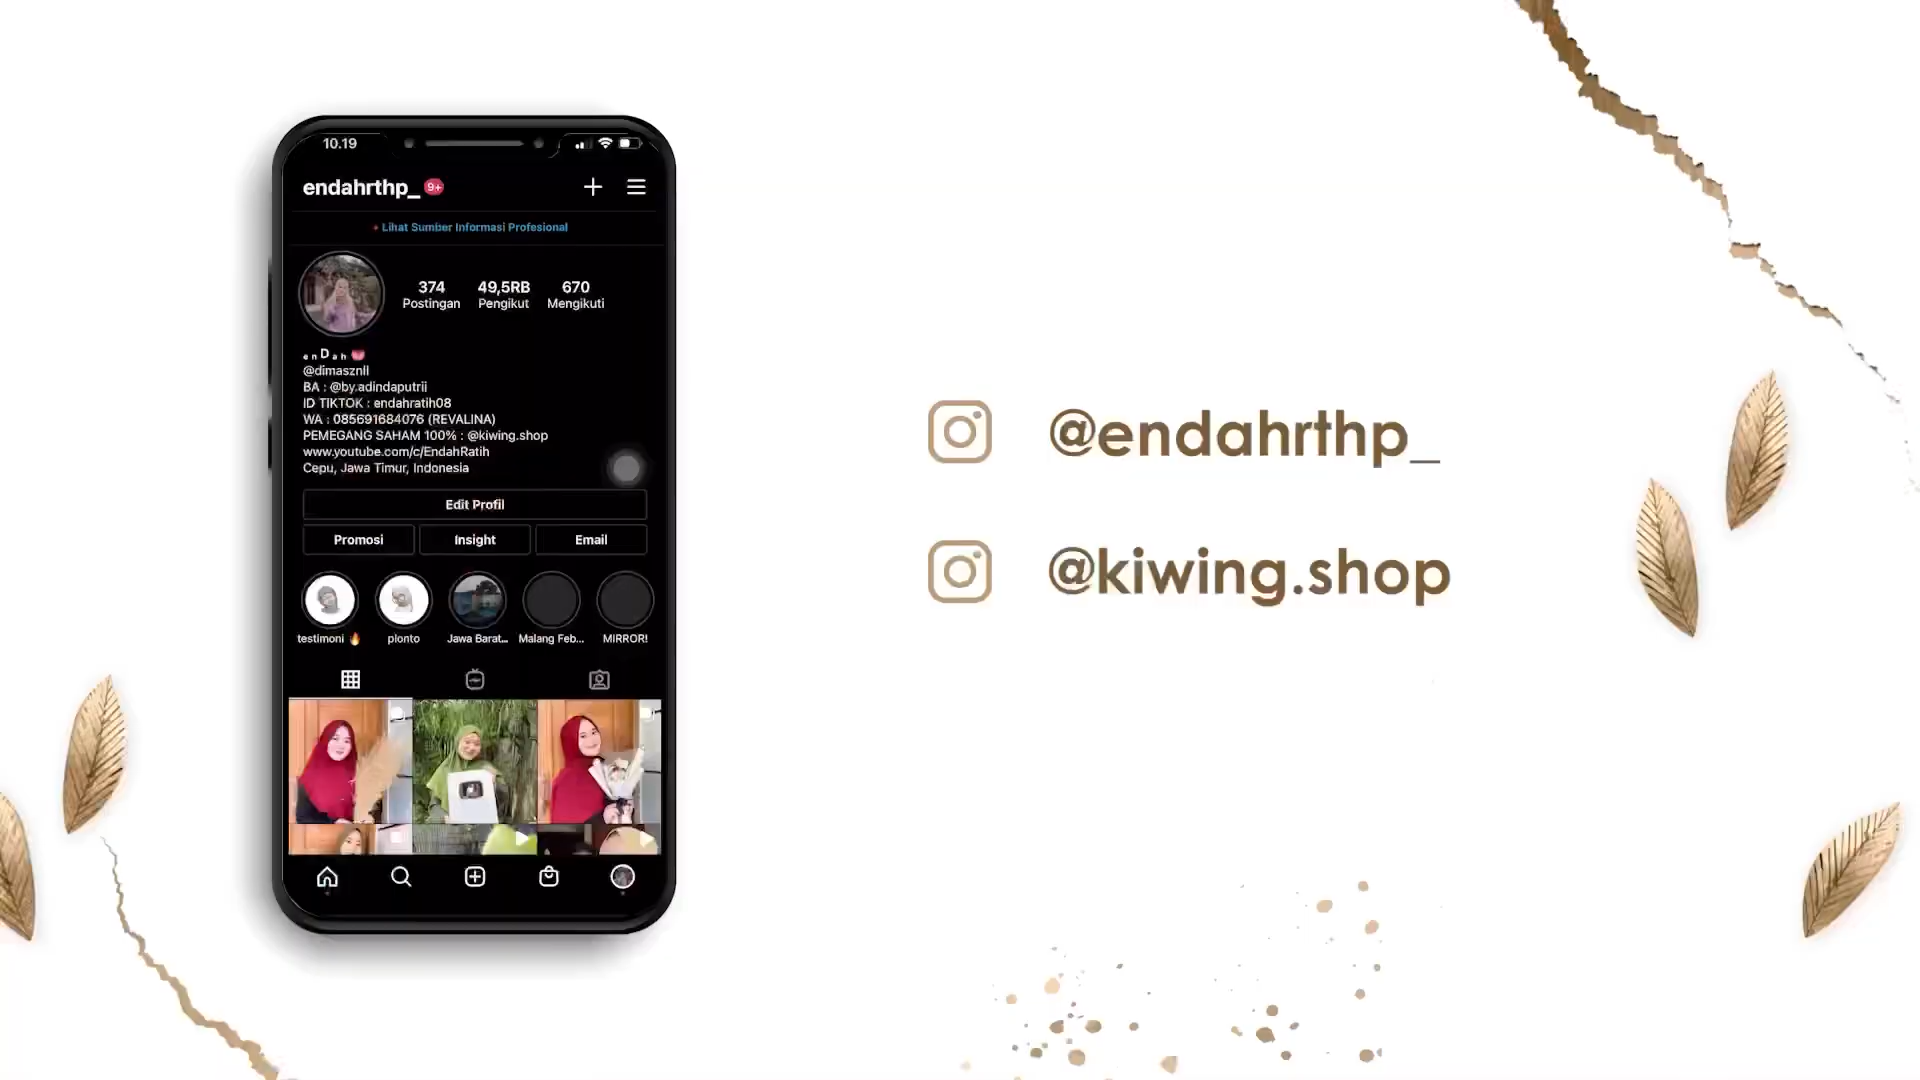 10.19
endahrthp_ 9+
Lihat Sumber Informasi Profesional
374 49,5RB 670
Postingan Pengikut Mengikuti
ₑₙDₐₕ
@dimasznll
BA : @by.adindaputrii
ID TIKTOK : endahratih08
WA : 085691684076 (REVALINA)
PEMEGANG SAHAM 100% : @kiwing.shop
www.youtube.com/c/EndahRatih
Cepu, Jawa Timur, Indonesia
Edit Profil
Promosi Insight Email
testimoni plonto Jawa Barat... Malang Feb... MIRROR!
@endahrthp_
@kiwing.shop